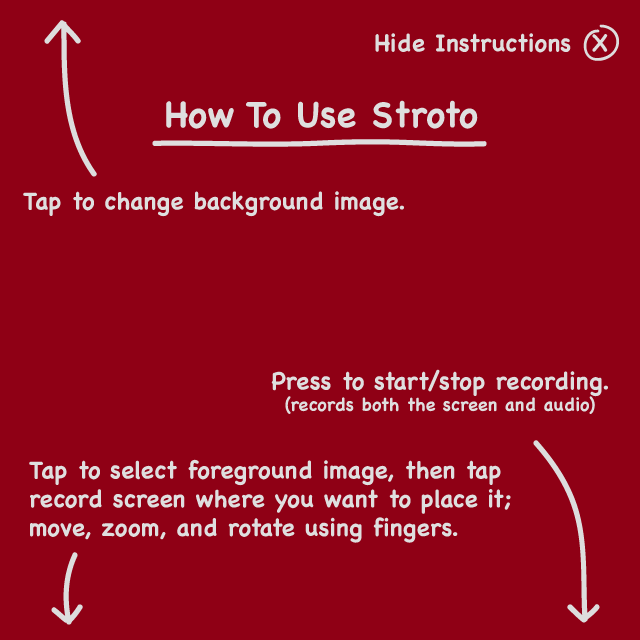 Hide Instructions X
How To Use Stroto
Tap to change background image.
Press to start/stop recording.
(records both the screen and audio)
Tap to select foreground image, then tap
record screen where you want to place it;
move, zoom, and rotate using fingers.